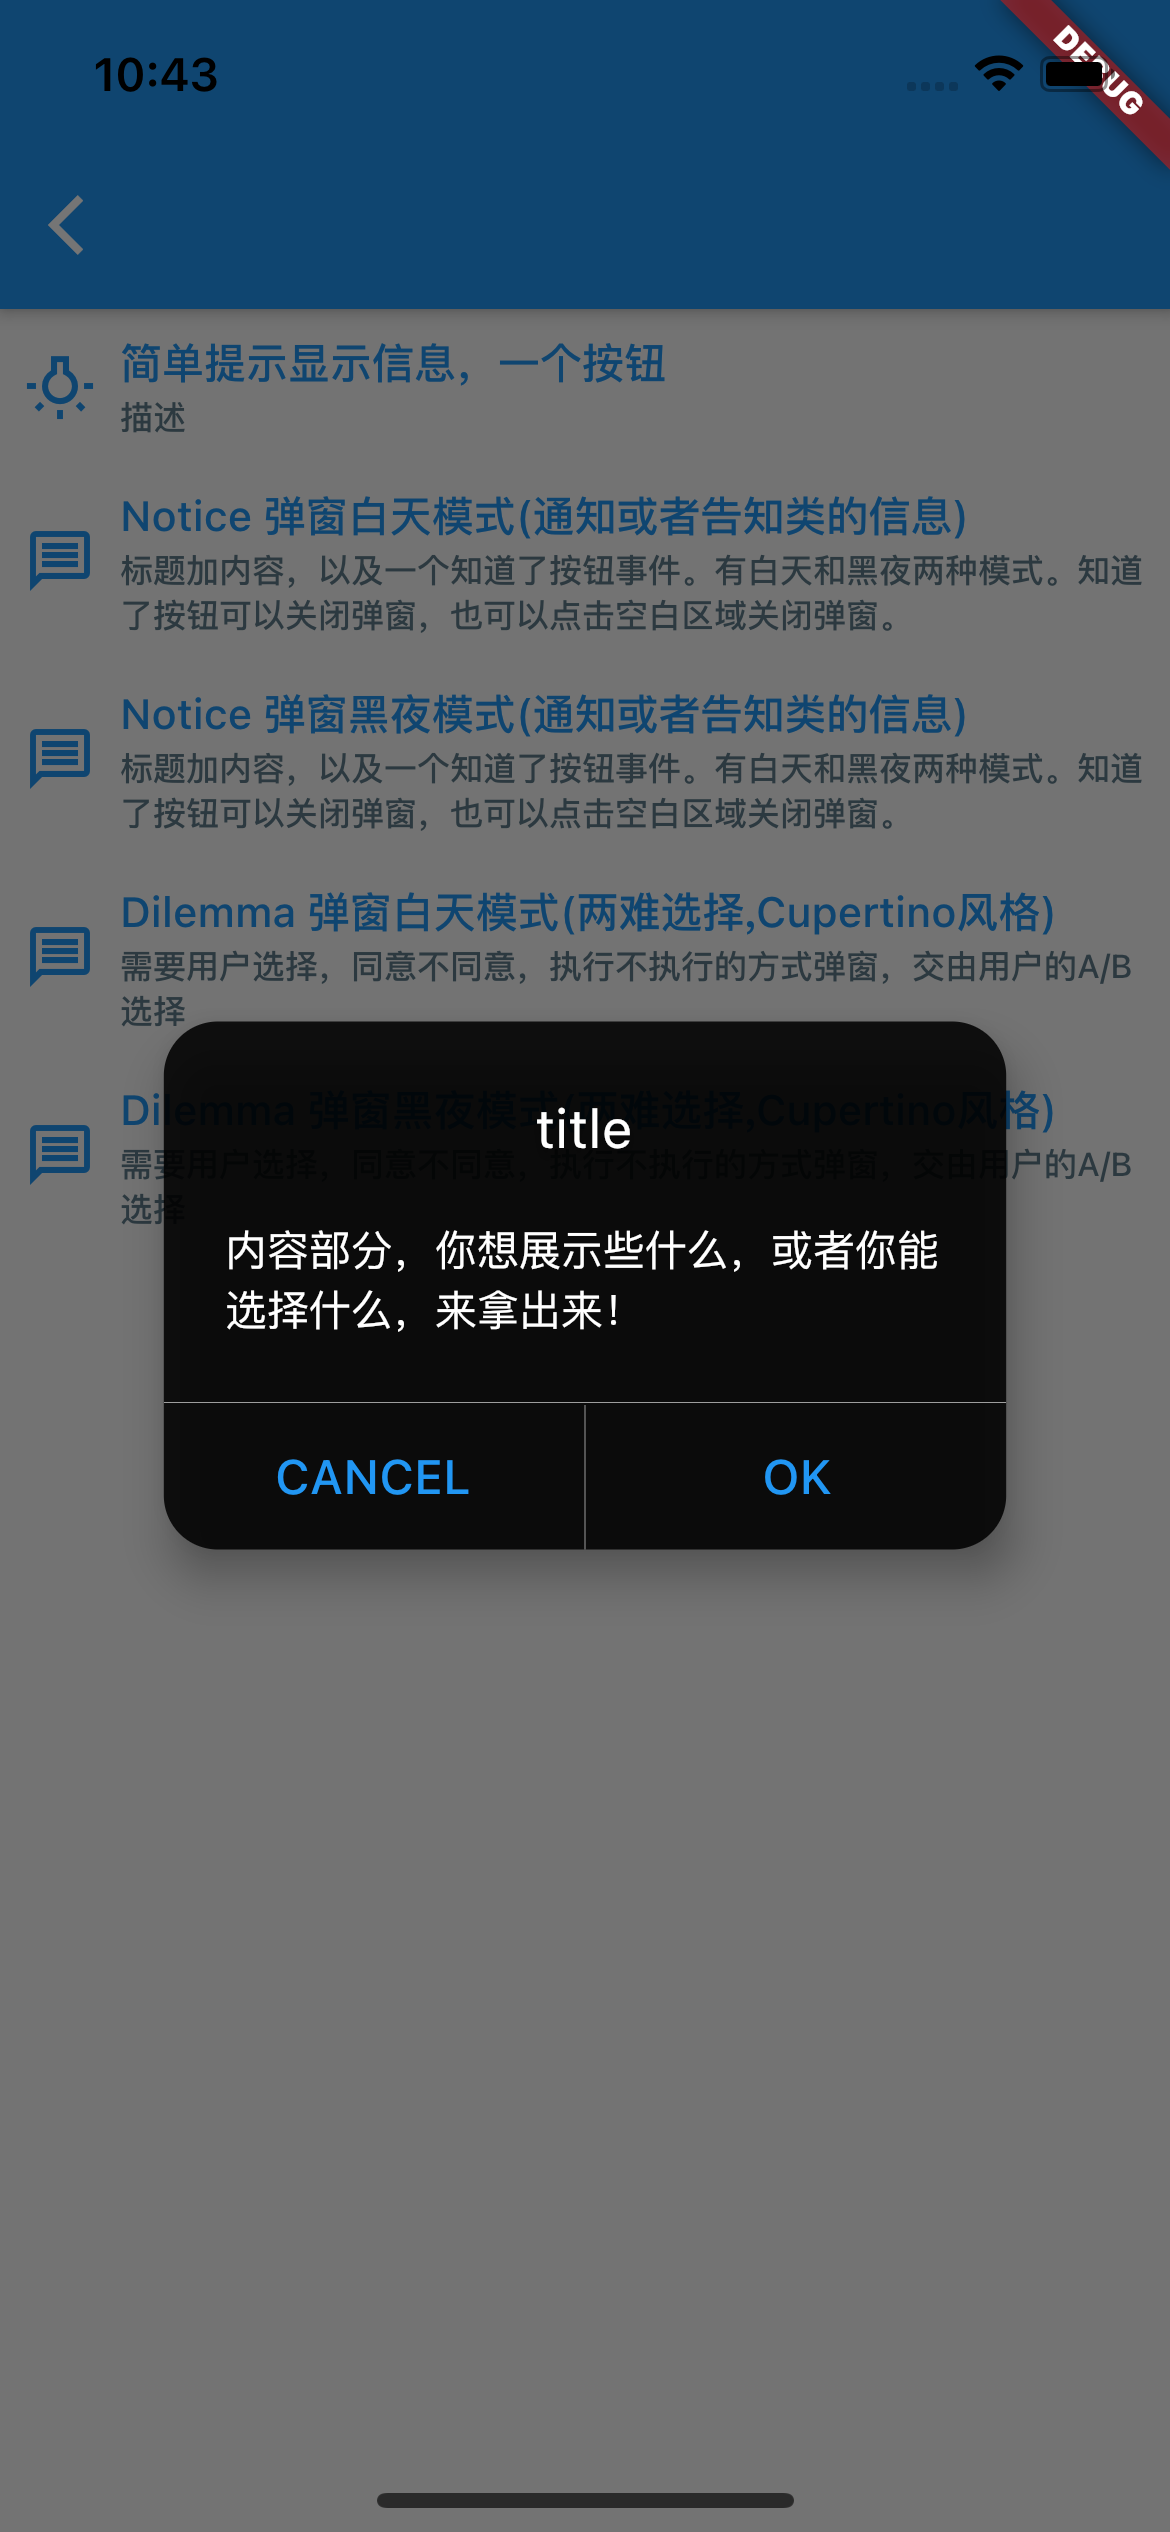 10:43
DEBUG
简单提示显示信息，一个按钮
描述
Notice 弹窗白天模式(通知或者告知类的信息)
标题加内容，以及一个知道了按钮事件。有白天和黑夜两种模式。知道
了按钮可以关闭弹窗，也可以点击空白区域关闭弹窗。
Notice 弹窗黑夜模式(通知或者告知类的信息)
标题加内容，以及一个知道了按钮事件。有白天和黑夜两种模式。知道
了按钮可以关闭弹窗，也可以点击空白区域关闭弹窗。
Dilemma 弹窗白天模式(两难选择,Cupertino风格)
需要用户选择，同意不同意，执行不执行的方式弹窗，交由用户的A/B
选择
Dilemma 弹窗黑夜模式(两难选择,Cupertino风格)
需要用户选择，同意不同意，执行不执行的方式弹窗，交由用户的A/B
选择
title
内容部分，你想展示些什么，或者你能
选择什么，来拿出来！
CANCEL
OK